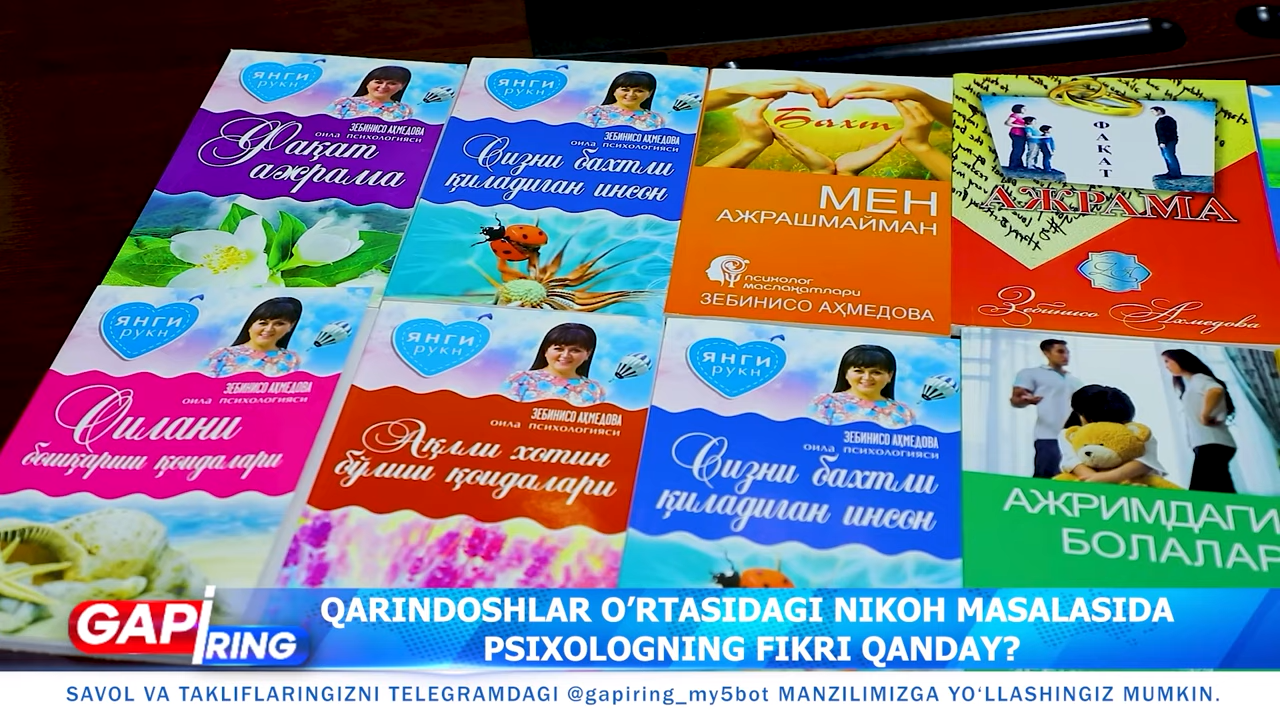 ЯНГИ
РУКН
ЗЕБИНИСО АҲМЕДОВА
ОИЛА ПСИХОЛОГИЯСИ
Фақат
ажрама
ЯНГИ
РУКН
ЗЕБИНИСО АҲМЕДОВА
ОИЛА ПСИХОЛОГИЯСИ
Сизни бахтли
қиладиган инсон
Бахт
МЕН
АЖРАШМАЙМАН
ПСИХОЛОГ
МАСЛАҲАТЛАРИ
ЗЕБИНИСО АҲМЕДОВА
ФАКАТ
АЖРАМА
Зебинисо Ахмедова
ЯНГИ
РУКН
ЗЕБИНИСО АҲМЕДОВА
ОИЛА ПСИХОЛОГИЯСИ
Оилани
бошқариш қоидалари
ЯНГИ
РУКН
ЗЕБИНИСО АҲМЕДОВА
ОИЛА ПСИХОЛОГИЯСИ
Ақлли хотин
бўлиш қоидалари
ЯНГИ
РУКН
ЗЕБИНИСО АҲМЕДОВА
ОИЛА ПСИХОЛОГИЯСИ
Сизни бахтли
қиладиган инсон
АЖРИМДАГИ
БОЛАЛАР
GAPIRING
QARINDOSHLAR O’RTASIDAGI NIKOH MASALASIDA
PSIXOLOGNING FIKRI QANDAY?
SAVOL VA TAKLIFLARINGIZNI TELEGRAMDAGI @gapiring_my5bot MANZILIMIZGA YO‘LLASHINGIZ MUMKIN.